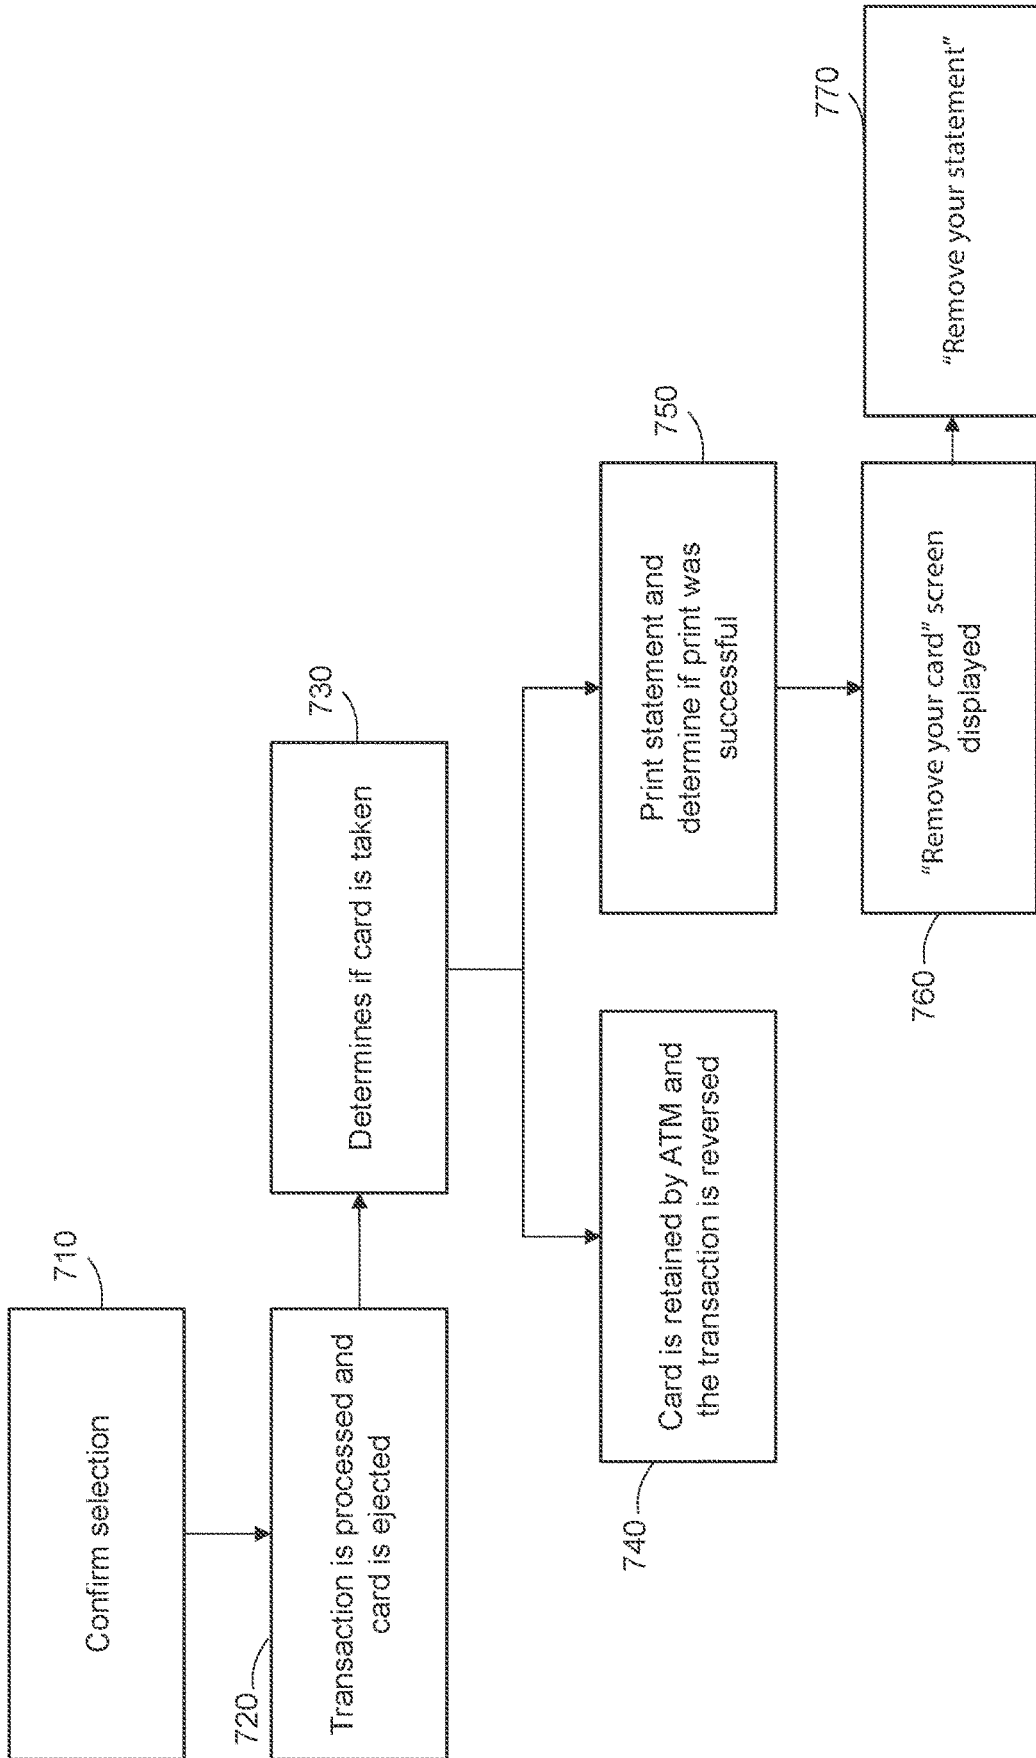 710
Confirm selection
720
Transaction is processed and
card is ejected
730
Determines if card is taken
740
Card is retained by ATM and
the transaction is reversed
750
Print statement and
determine if print was
successful
760
“Remove your card” screen
displayed
770
“Remove your statement”